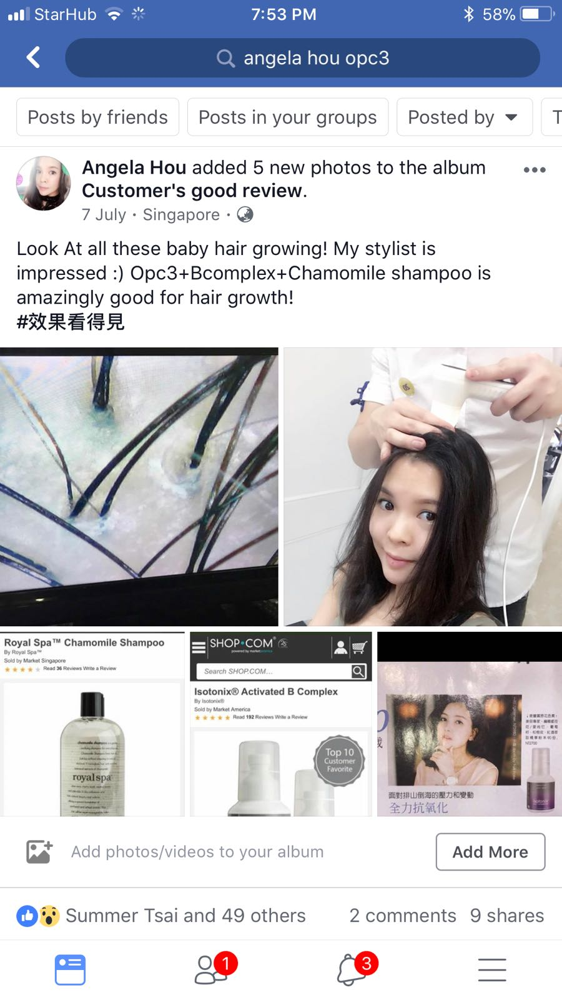 StarHub 7:53 PM 58%
angela hou opc3
Posts by friends Posts in your groups Posted by T
Angela Hou added 5 new photos to the album
Customer's good review.
7 July · Singapore ·
Look At all these baby hair growing! My stylist is
impressed :) Opc3+Bcomplex+Chamomile shampoo is
amazingly good for hair growth!
#效果看得見
Royal Spa™ Chamomile Shampoo
By Royal Spa™
Sold by Market Singapore
Read 36 Reviews Write a Review
royal spa
SHOP•COM
powered by marketamerica
Search SHOP.COM...
Isotonix® Activated B Complex
By Isotonix®
Sold by Market America
Read 192 Reviews Write a Review
Top 10
Customer
Favorite
NT2700
isotonix
面對排山倒海的壓力和變動
全力抗氧化
Add photos/videos to your album
Add More
Summer Tsai and 49 others 2 comments 9 shares
1 3